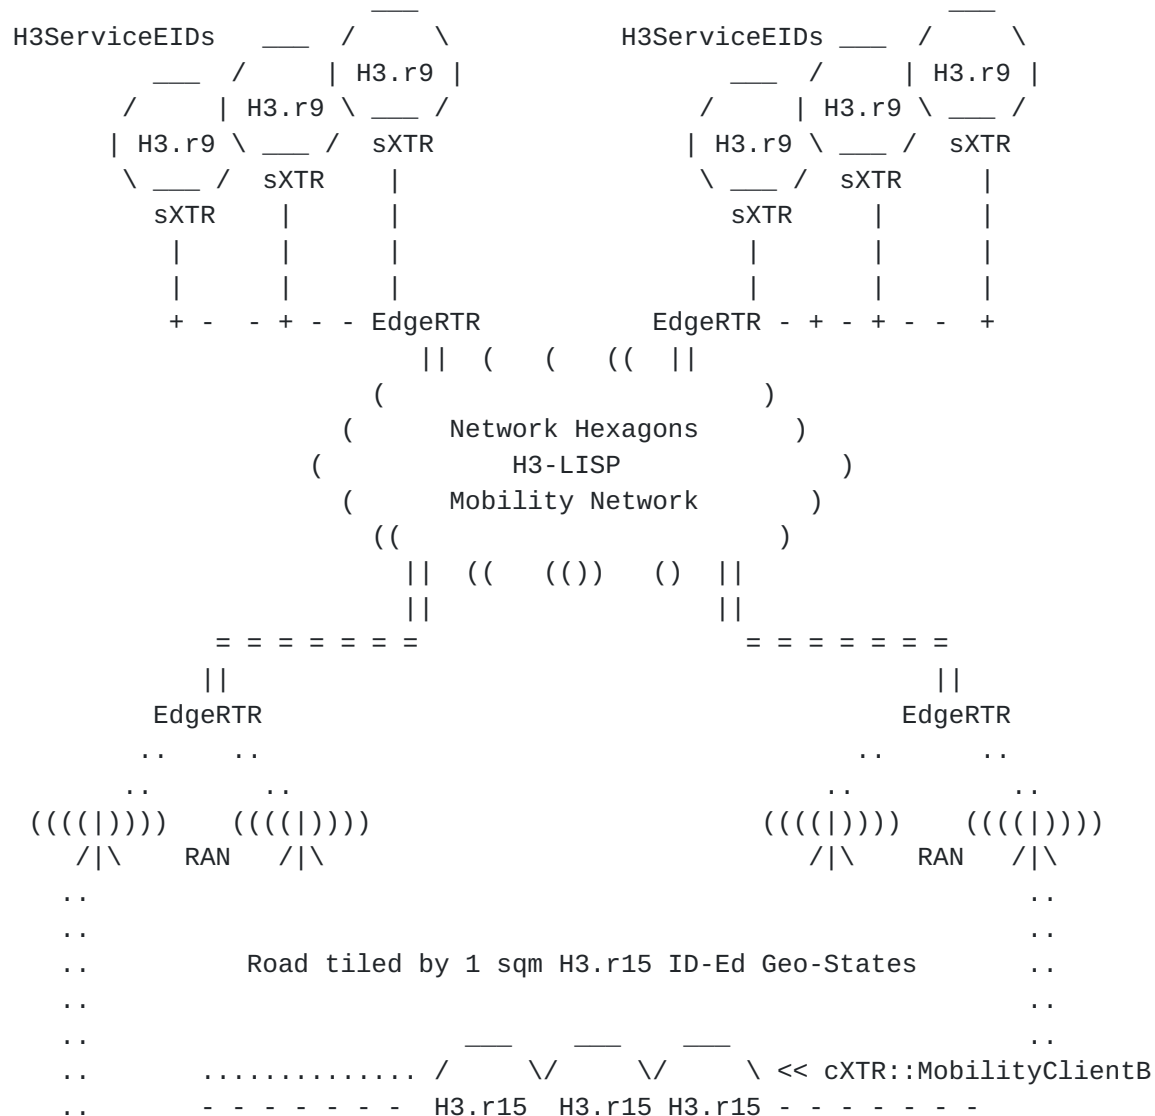 H3ServiceEIDs H3ServiceEIDs
H3.r9 H3.r9
H3.r9 H3.r9
H3.r9 sXTR H3.r9 sXTR
sXTR sXTR
sXTR sXTR
EdgeRTR EdgeRTR
Network Hexagons
H3-LISP
Mobility Network
EdgeRTR EdgeRTR
RAN RAN
Road tiled by 1 sqm H3.r15 ID-Ed Geo-States
<< cXTR::MobilityClientB
H3.r15 H3.r15 H3.r15